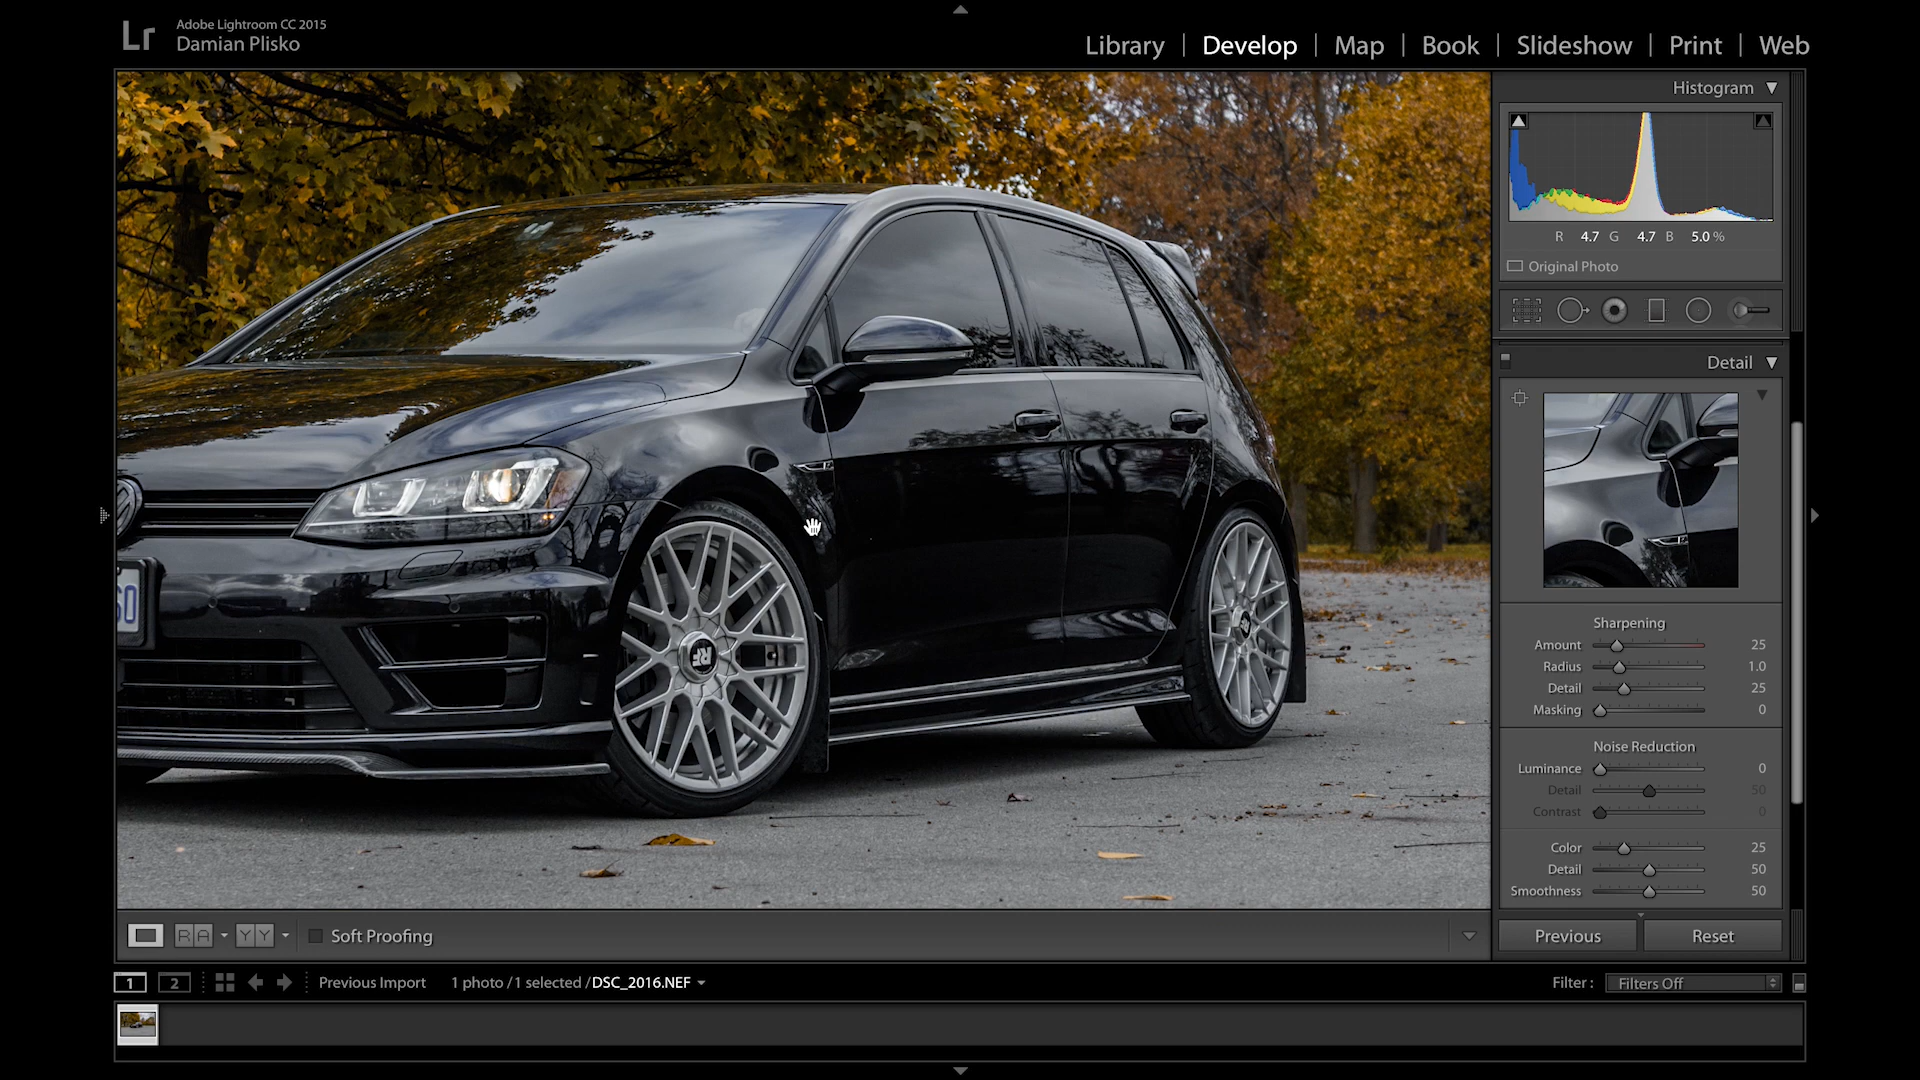 Lr
Adobe Lightroom CC 2015
Damian Plisko
Library | Develop | Map | Book | Slideshow | Print | Web
Histogram
R 4.7 G 4.7 B 5.0 %
Original Photo
Detail
Sharpening
Amount 25
Radius 1.0
Detail 25
Masking 0
Noise Reduction
Luminance 0
Detail 50
Contrast 0
Color 25
Detail 50
Smoothness 50
60
RF
R A Y Y Soft Proofing
Previous Reset
1 2 Previous Import 1 photo / 1 selected / DSC_2016.NEF
Filter : Filters Off